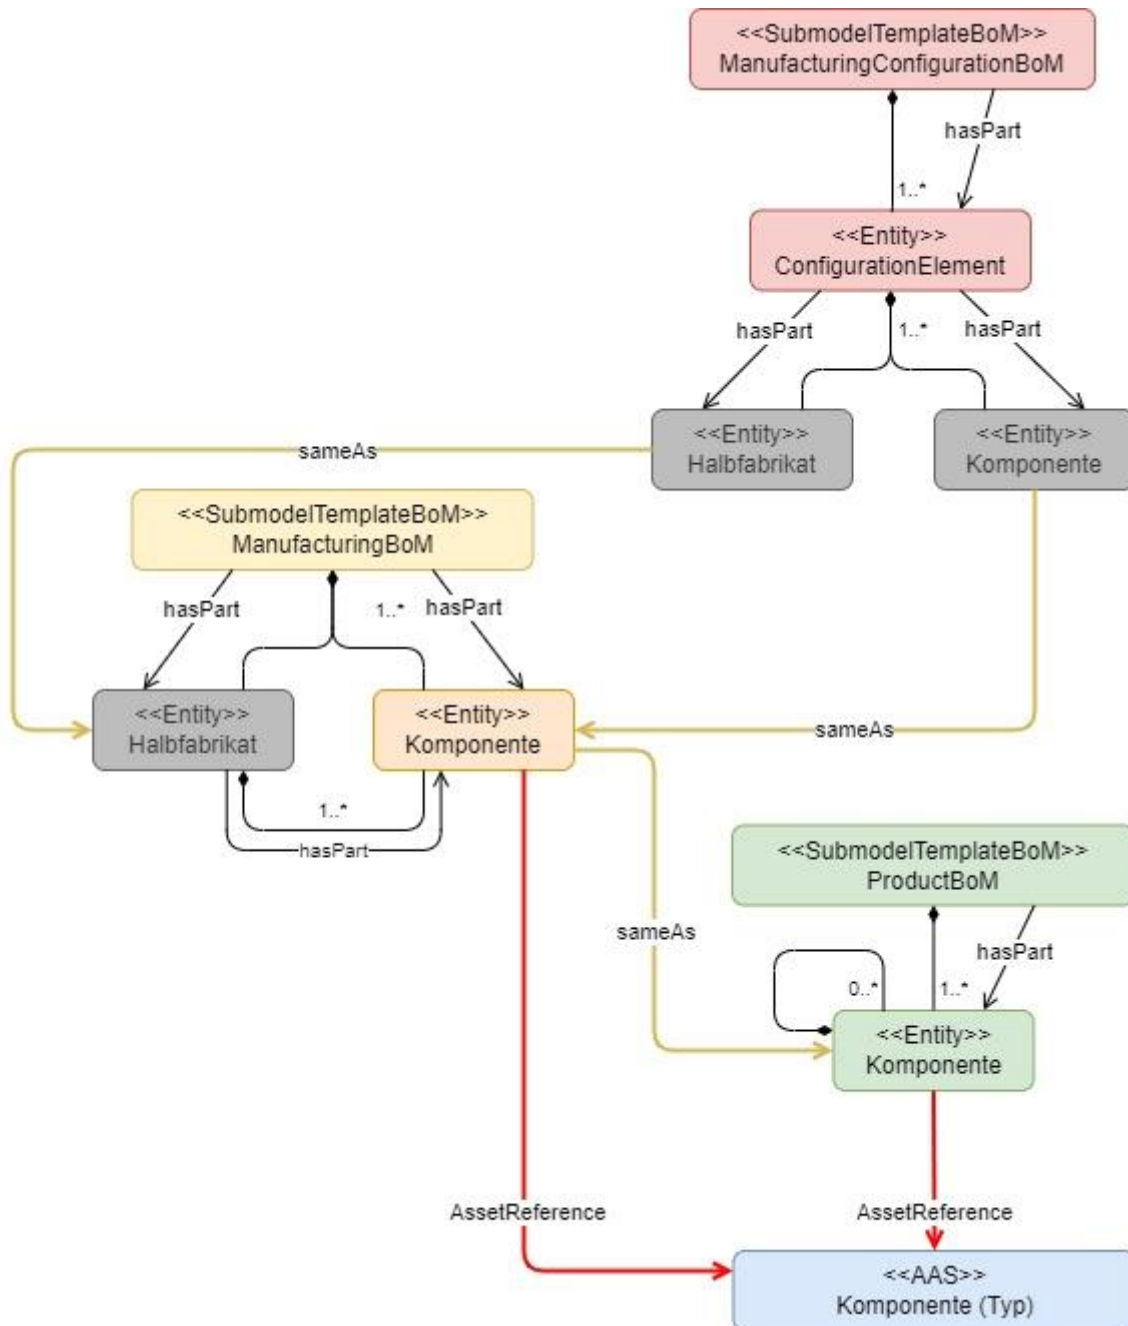 <<SubmodelTemplateBoM>>
ManufacturingConfigurationBoM
hasPart
1..*
<<Entity>>
ConfigurationElement
hasPart
1..*
hasPart
<<Entity>>
Halbfabrikat
<<Entity>>
Komponente
sameAs
<<SubmodelTemplateBoM>>
ManufacturingBoM
hasPart
1..*
hasPart
<<Entity>>
Halbfabrikat
<<Entity>>
Komponente
sameAs
1..*
hasPart
<<SubmodelTemplateBoM>>
ProductBoM
sameAs
hasPart
0..*
1..*
<<Entity>>
Komponente
AssetReference
AssetReference
<<AAS>>
Komponente (Typ)